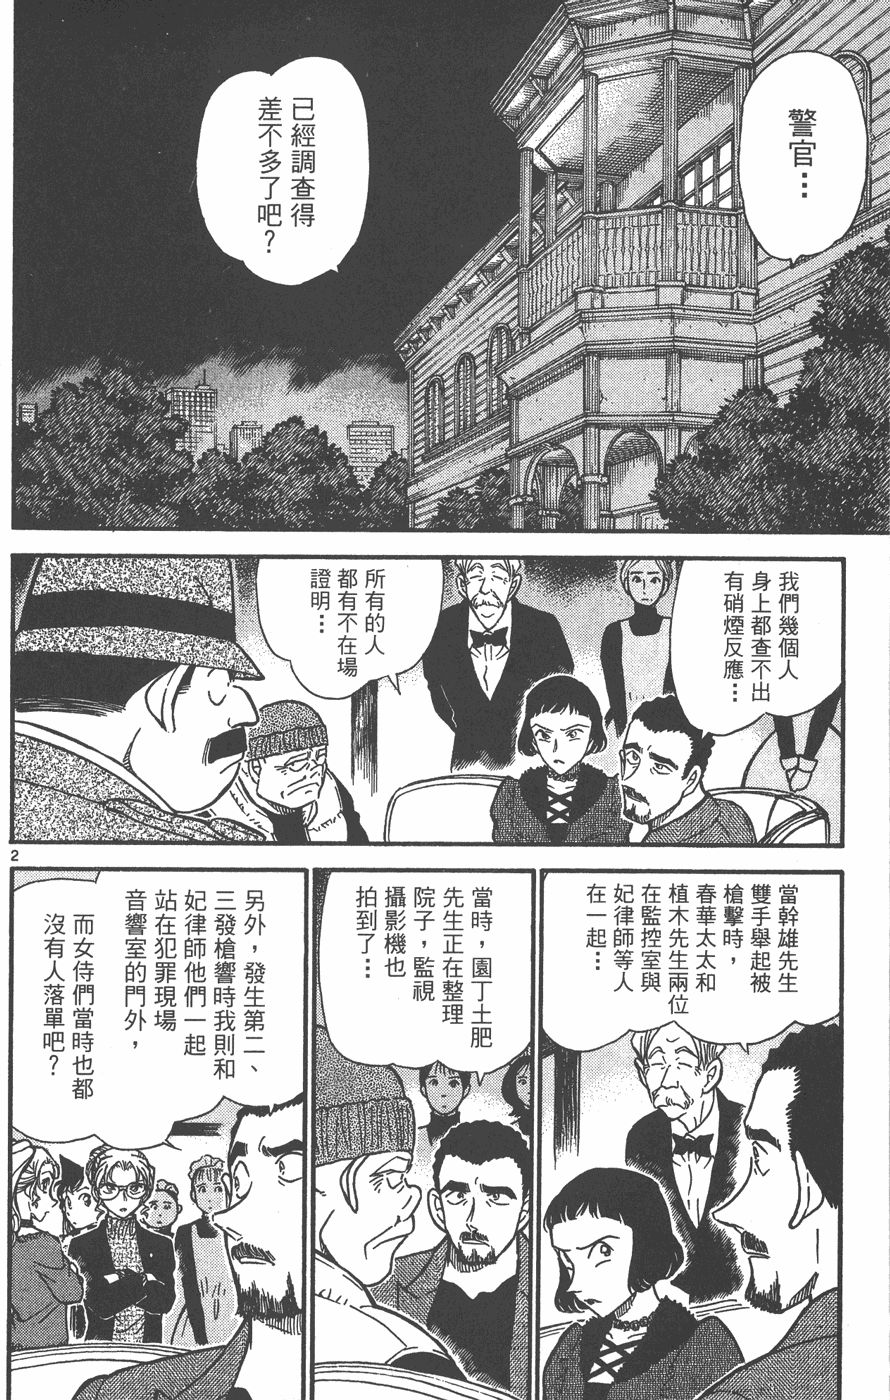 警官…
已經調查得
差不多了吧？
我們幾個人
身上都查不出
有硝煙反應…
所有的人
都有不在場
證明…
當幹雄先生
雙手舉起被
槍擊時，
春華太太和
植木先生兩位
在監控室與
妃律師等人
在一起…
當時，園丁土肥
先生正在整理
院子，監視
攝影機也
拍到了…
另外，發生第二、
三發槍響時我則和
妃律師他們一起
站在犯罪現場
音響室的門外，
而女侍們當時也都
沒有人落單吧？
2